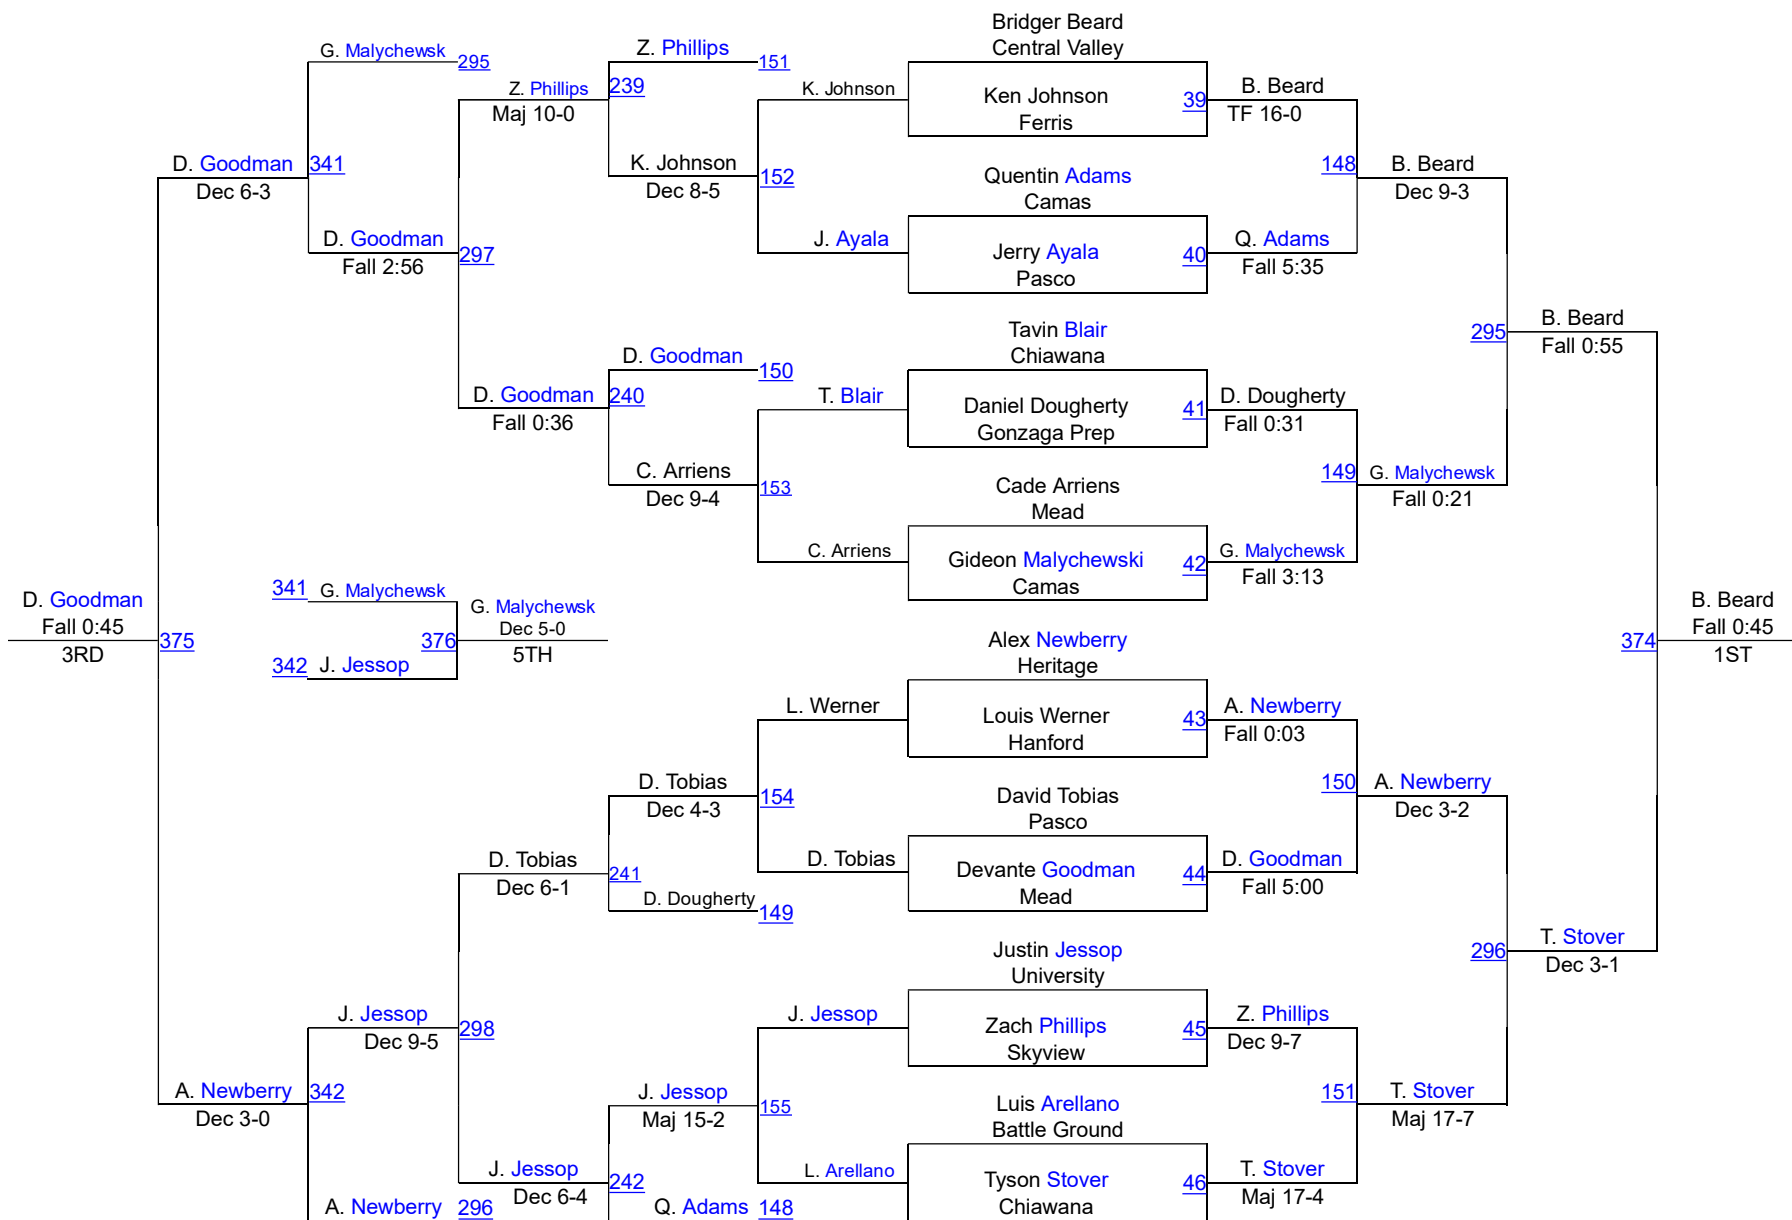 Bridger Beard
Central Valley
G. Malychewsk
295
Z. Phillips
151
Z. Phillips
239
Maj 10-0
K. Johnson
Ken Johnson
39
Ferris
B. Beard
TF 16-0
D. Goodman
341
Dec 6-3
K. Johnson
152
Dec 8-5
Quentin Adams
Camas
148
B. Beard
Dec 9-3
D. Goodman
297
Fall 2:56
J. Ayala
Jerry Ayala
40
Pasco
Q. Adams
Fall 5:35
Tavin Blair
Chiawana
295
B. Beard
Fall 0:55
D. Goodman
150
D. Goodman
240
Fall 0:36
T. Blair
Daniel Dougherty
41
Gonzaga Prep
D. Dougherty
Fall 0:31
C. Arriens
153
Dec 9-4
Cade Arriens
Mead
149
G. Malychewsk
Fall 0:21
C. Arriens
Gideon Malychewski
42
Camas
G. Malychewsk
Fall 3:13
D. Goodman
Fall 0:45
375
3RD
341
G. Malychewsk
342
J. Jessop
376
G. Malychewsk
Dec 5-0
5TH
Alex Newberry
Heritage
374
B. Beard
Fall 0:45
1ST
L. Werner
Louis Werner
43
Hanford
A. Newberry
Fall 0:03
D. Tobias
154
Dec 4-3
David Tobias
Pasco
150
A. Newberry
Dec 3-2
D. Tobias
241
Dec 6-1
D. Dougherty
149
D. Tobias
Devante Goodman
44
Mead
D. Goodman
Fall 5:00
Justin Jessop
University
296
T. Stover
Dec 3-1
J. Jessop
298
Dec 9-5
J. Jessop
Zach Phillips
45
Skyview
Z. Phillips
Dec 9-7
A. Newberry
342
Dec 3-0
J. Jessop
155
Maj 15-2
Luis Arellano
Battle Ground
151
T. Stover
Maj 17-7
J. Jessop
242
Dec 6-4
L. Arellano
Tyson Stover
46
Chiawana
T. Stover
Maj 17-4
A. Newberry
296
Q. Adams
148